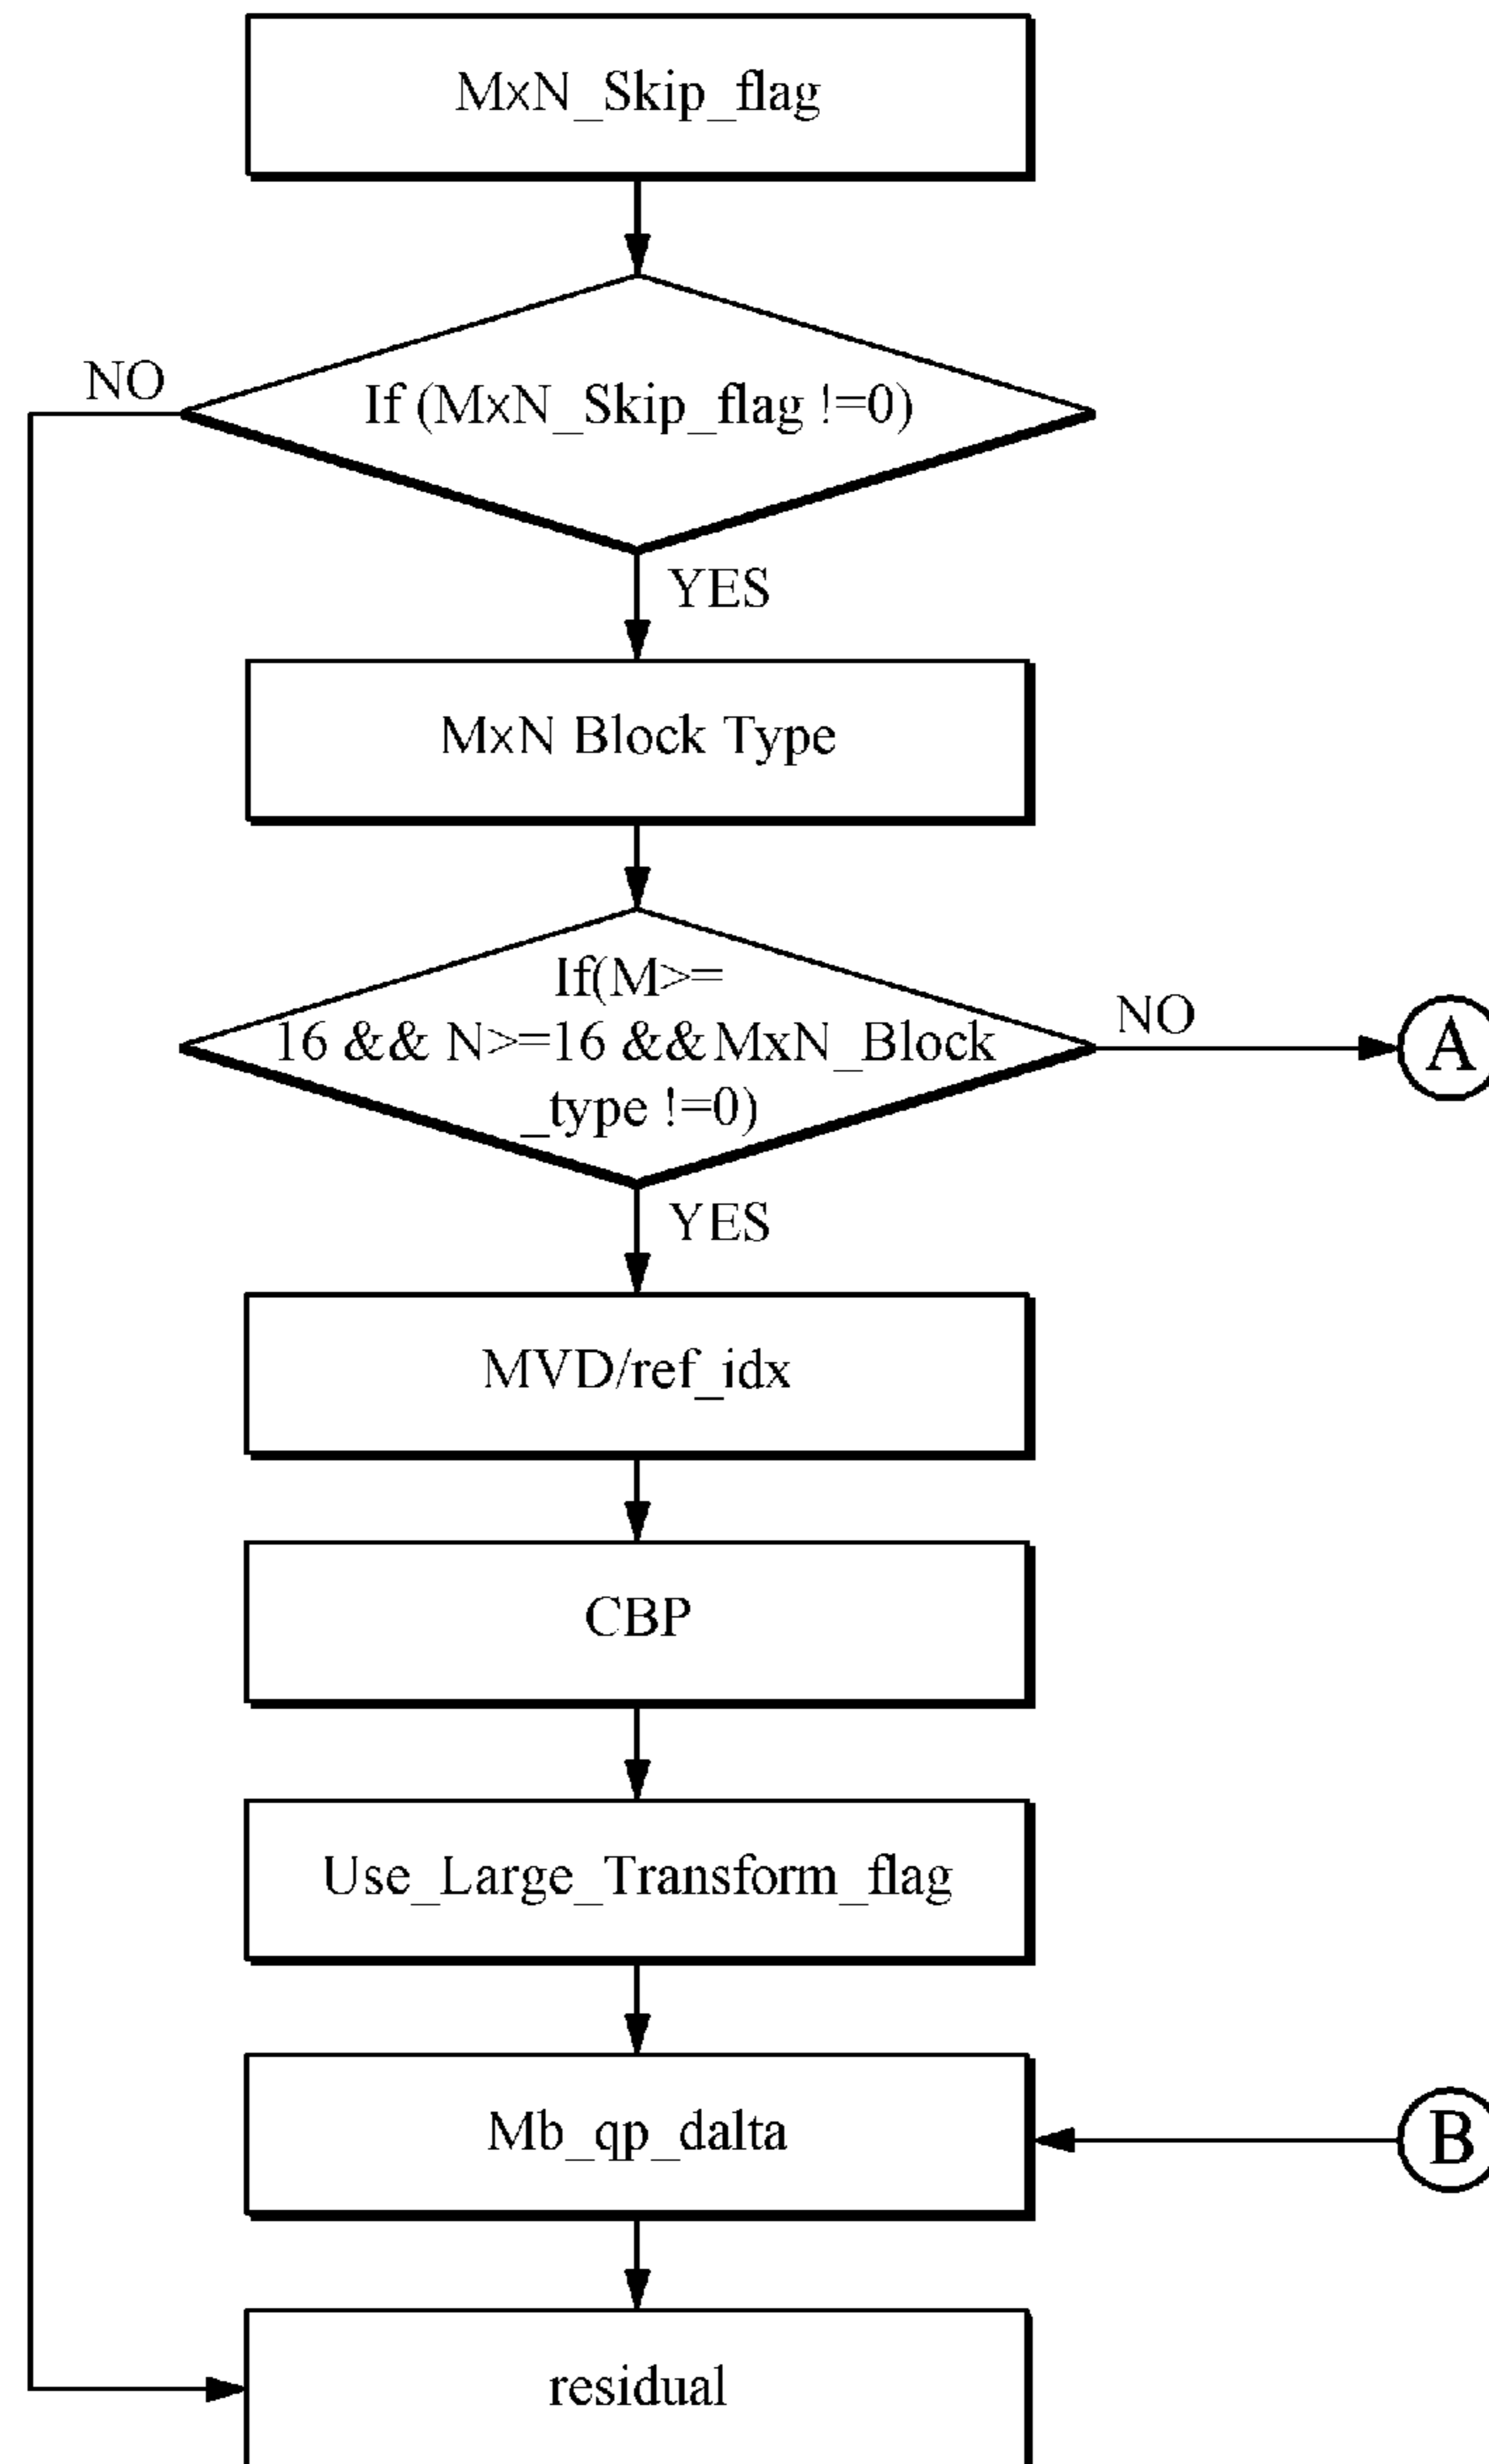 MxN_Skip_flag
If (MxN_Skip_flag !=0)
NO
YES
MxN Block Type
If(M>=
16 && N>=16 &&MxN_Block
_type !=0)
NO
A
YES
MVD/ref_idx
CBP
Use_Large_Transform_flag
Mb_qp_dalta
B
residual